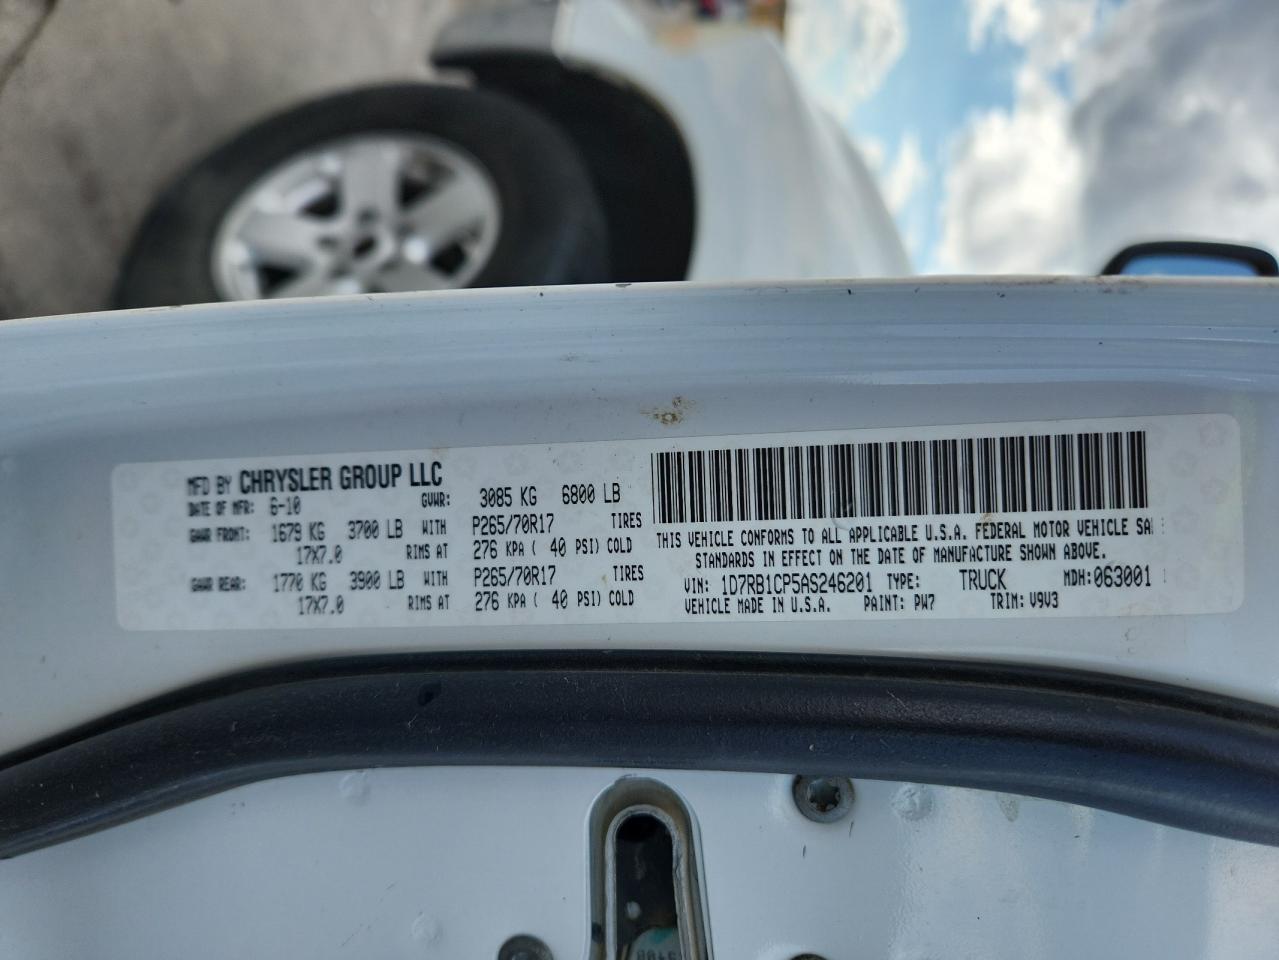 MFD BY CHRYSLER GROUP LLC
DATE OF MFR: 6-10 GVWR: 3085 KG 6800 LB
GAWR FRONT: 1679 KG 3700 LB WITH P265/70R17 TIRES
17X7.0 RIMS AT 276 KPA ( 40 PSI) COLD
GAWR REAR: 1770 KG 3900 LB WITH P265/70R17 TIRES
17X7.0 RIMS AT 276 KPA ( 40 PSI) COLD
THIS VEHICLE CONFORMS TO ALL APPLICABLE U.S.A. FEDERAL MOTOR VEHICLE SA
STANDARDS IN EFFECT ON THE DATE OF MANUFACTURE SHOWN ABOVE.
VIN: 1D7RB1CP5AS246201 TYPE: TRUCK MDH: 063001
VEHICLE MADE IN U.S.A. PAINT: PW7 TRIM: V9V3